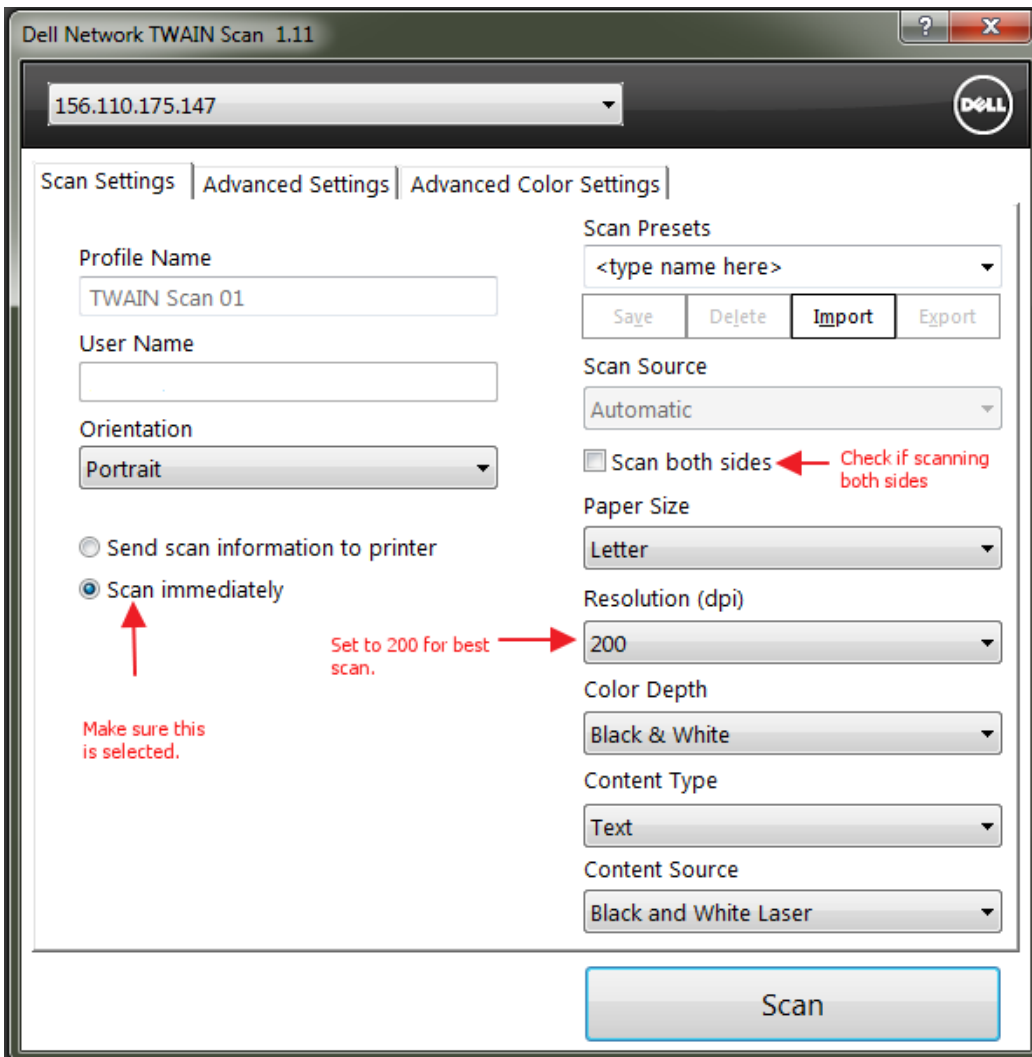 Dell Network TWAIN Scan 1.11
?
X
156.110.175.147
DELL
Scan Settings
Advanced Settings
Advanced Color Settings
Profile Name
TWAIN Scan 01
User Name
Orientation
Portrait
Send scan information to printer
Scan immediately
Make sure this
is selected.
Scan Presets
<type name here>
Save
Delete
Import
Export
Scan Source
Automatic
Scan both sides
Check if scanning
both sides
Paper Size
Letter
Resolution (dpi)
Set to 200 for best
scan.
200
Color Depth
Black & White
Content Type
Text
Content Source
Black and White Laser
Scan